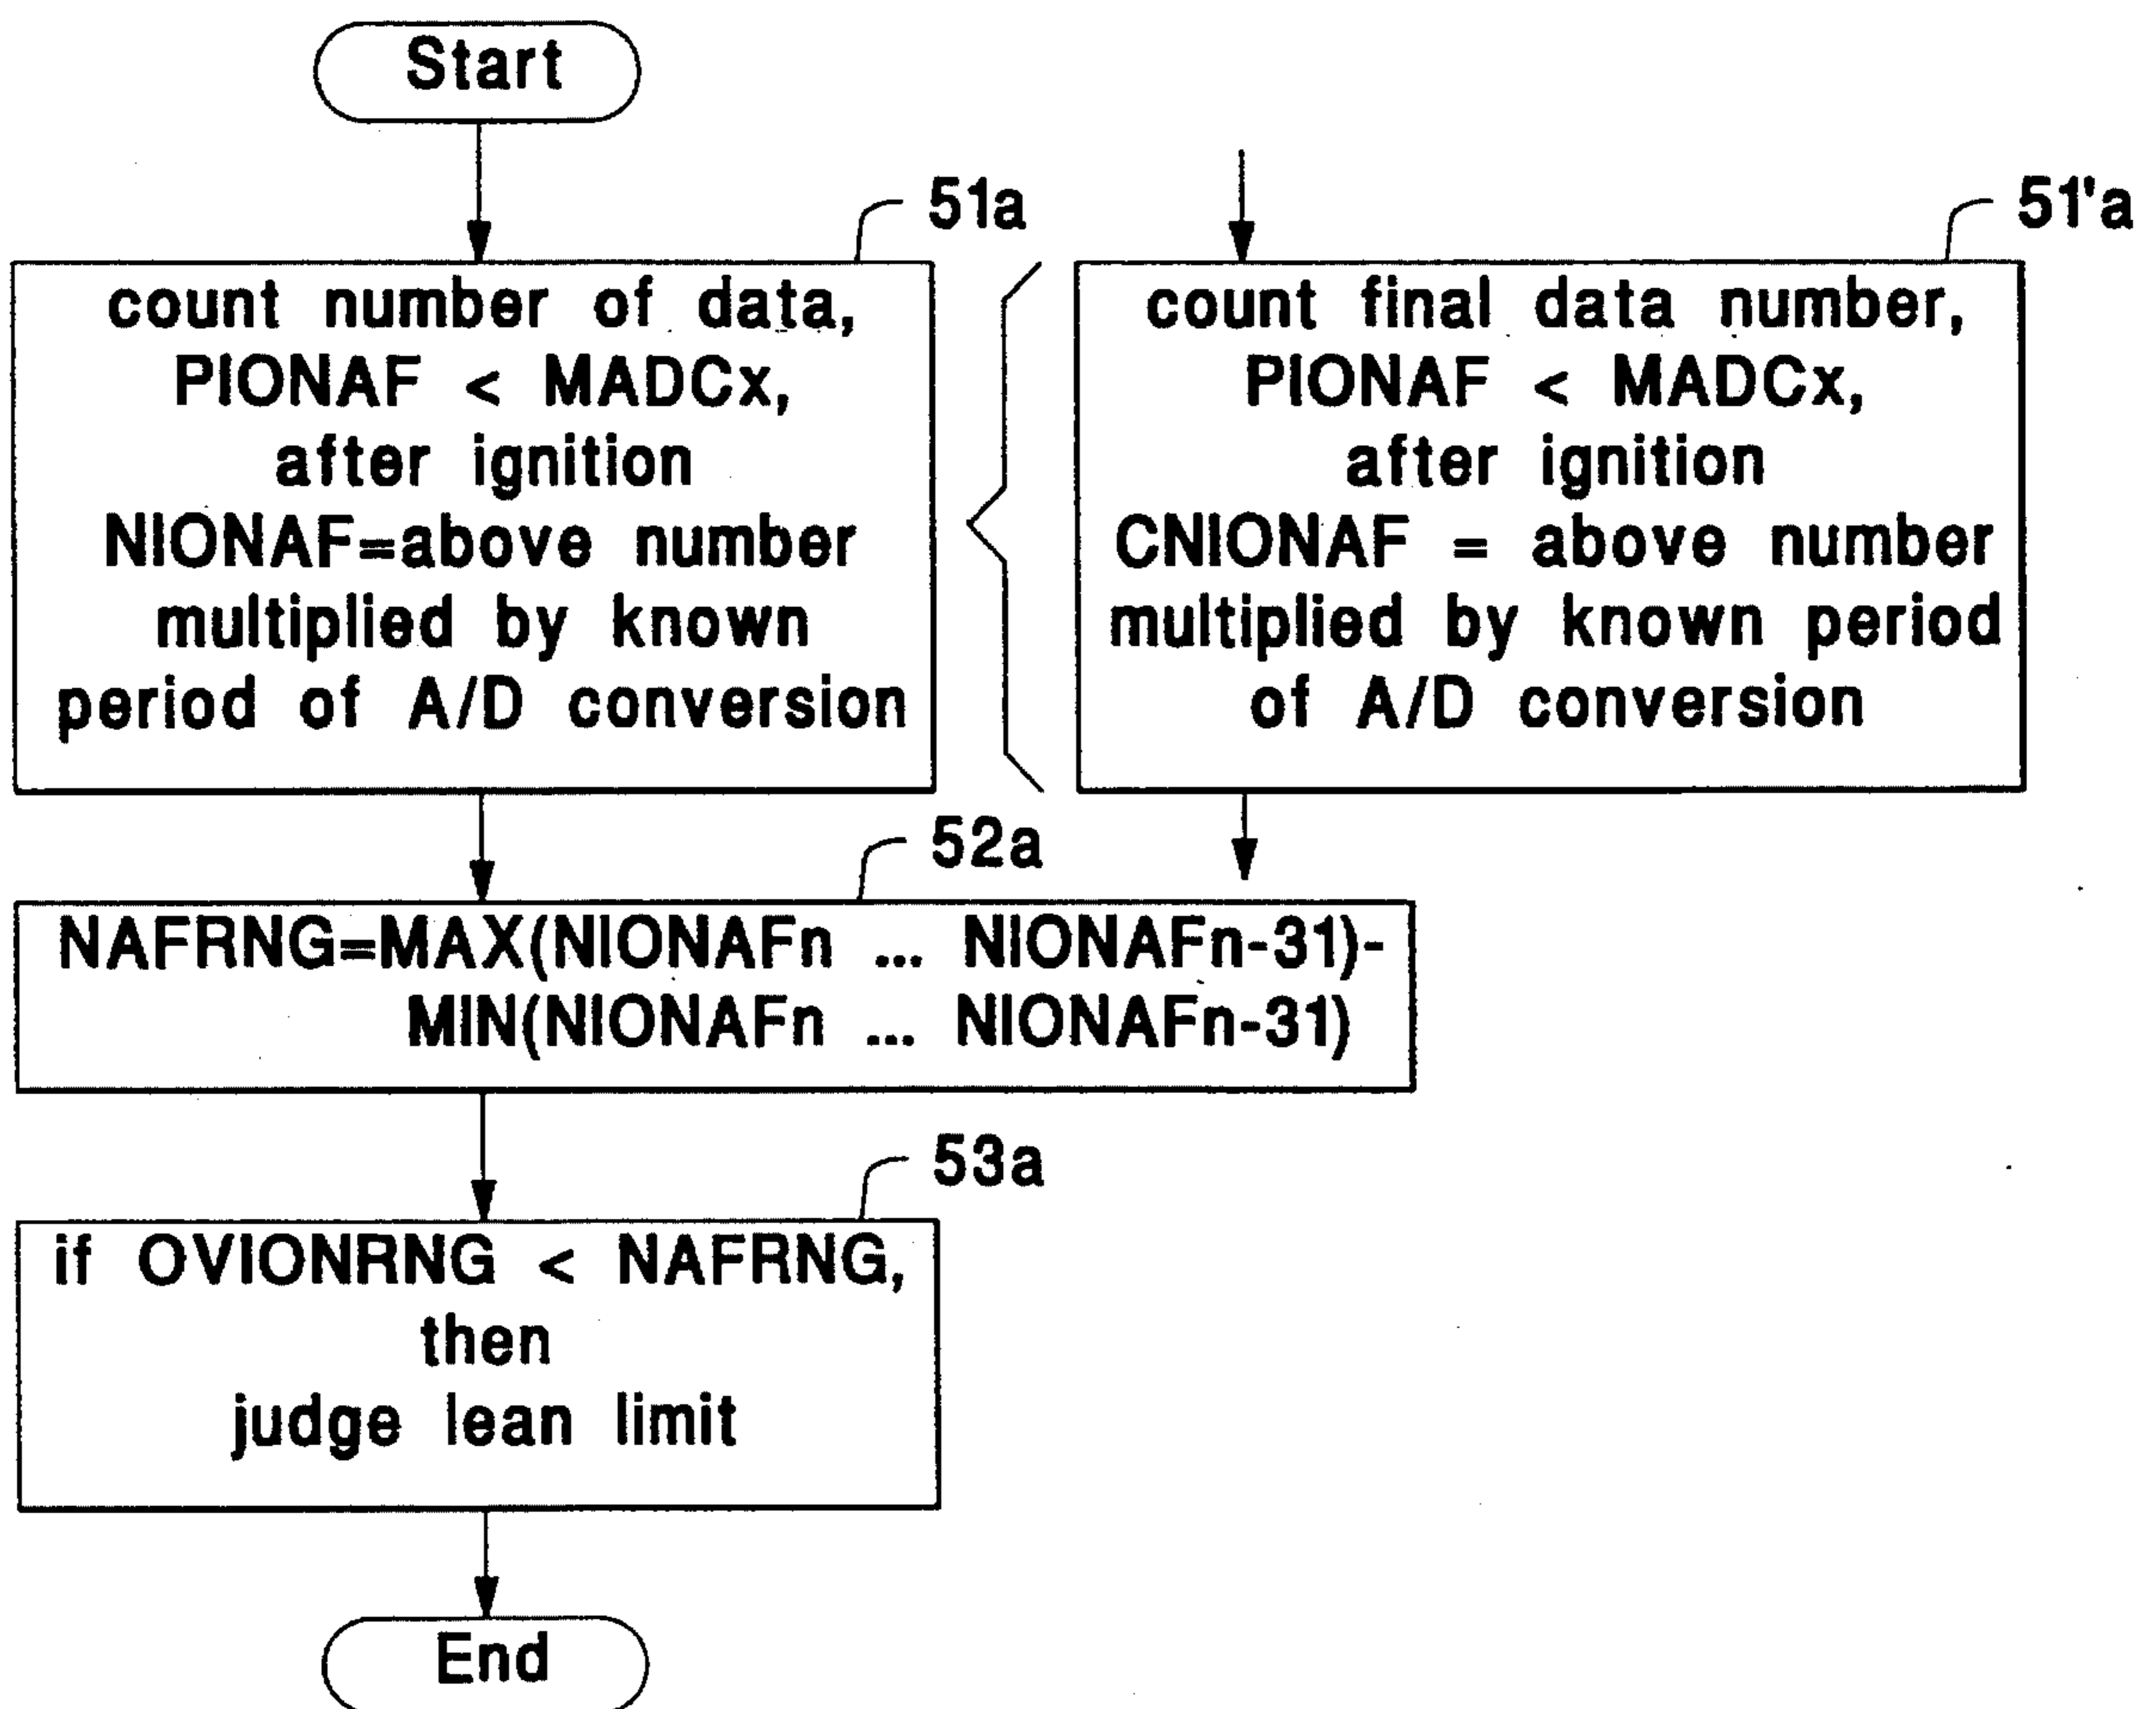 Start
51a
count number of data,
PIONAF < MADCx,
after ignition
NIONAF=above number
multiplied by known
period of A/D conversion
51'a
count final data number,
PIONAF < MADCx,
after ignition
CNIONAF = above number
multiplied by known period
of A/D conversion
52a
NAFRNG=MAX(NIONAFn ... NIONAFn-31)-
MIN(NIONAFn ... NIONAFn-31)
53a
if OVIONRNG < NAFRNG,
then
judge lean limit
End